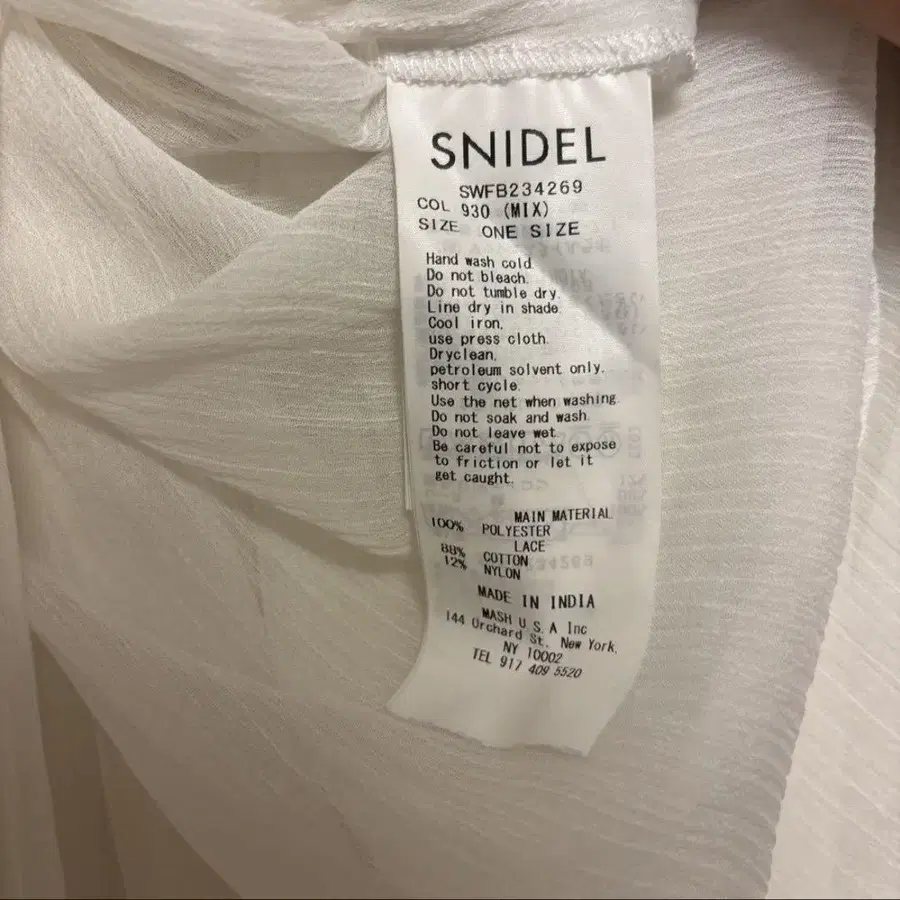 SNIDEL
SWFB234269
COL 930 (MIX)
SIZE ONE SIZE
Hand wash cold.
Do not bleach.
Do not tumble dry.
Line dry in shade.
Cool iron,
use press cloth.
Dryclean,
petroleum solvent only.
short cycle.
Use the net when washing.
Do not soak and wash.
Do not leave wet.
Be careful not to expose
to friction or let it
get caught.
MAIN MATERIAL
100% POLYESTER
LACE
88% COTTON
12% NYLON
MADE IN INDIA
MASH U.S.A Inc
144 Orchard St, New York,
NY 10002
TEL 917 409 5520